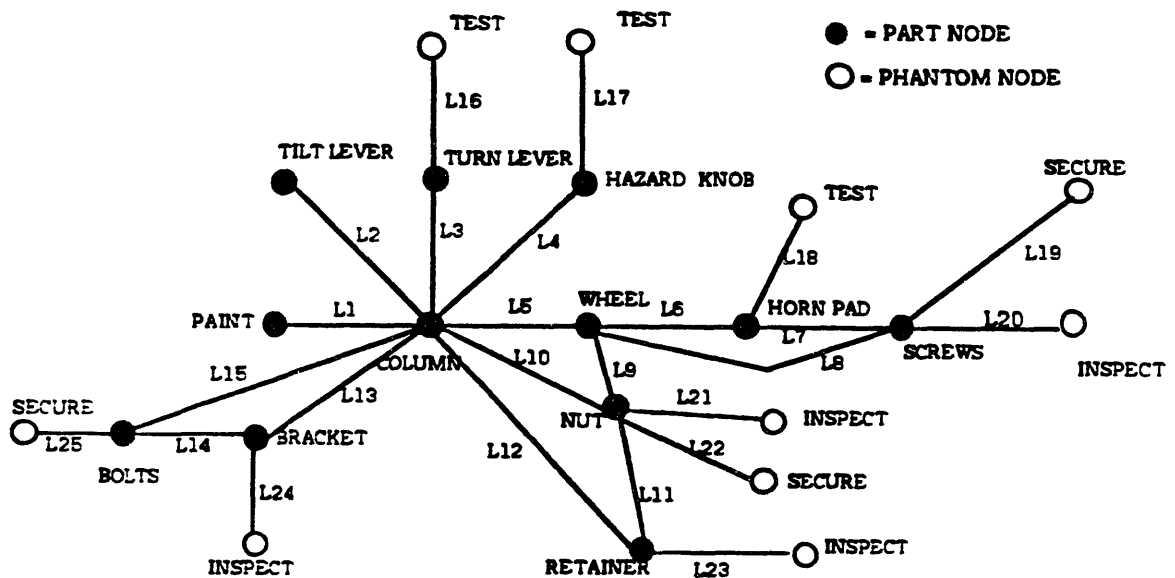 TEST
TEST
= PART NODE
= PHANTOM NODE
L16
L17
TILT LEVER
TURN LEVER
HAZARD KNOB
SECURE
TEST
L2
L3
L4
L18
L19
PAINT
L1
L5
WHEEL
L6
HORN PAD
L7
L20
COLUMN
L10
L8
SCREWS
INSPECT
L15
L13
L9
L21
SECURE
NUT
INSPECT
L25
L14
BRACKET
L12
L22
BOLTS
SECURE
L24
L11
INSPECT
RETAINER
L23
INSPECT